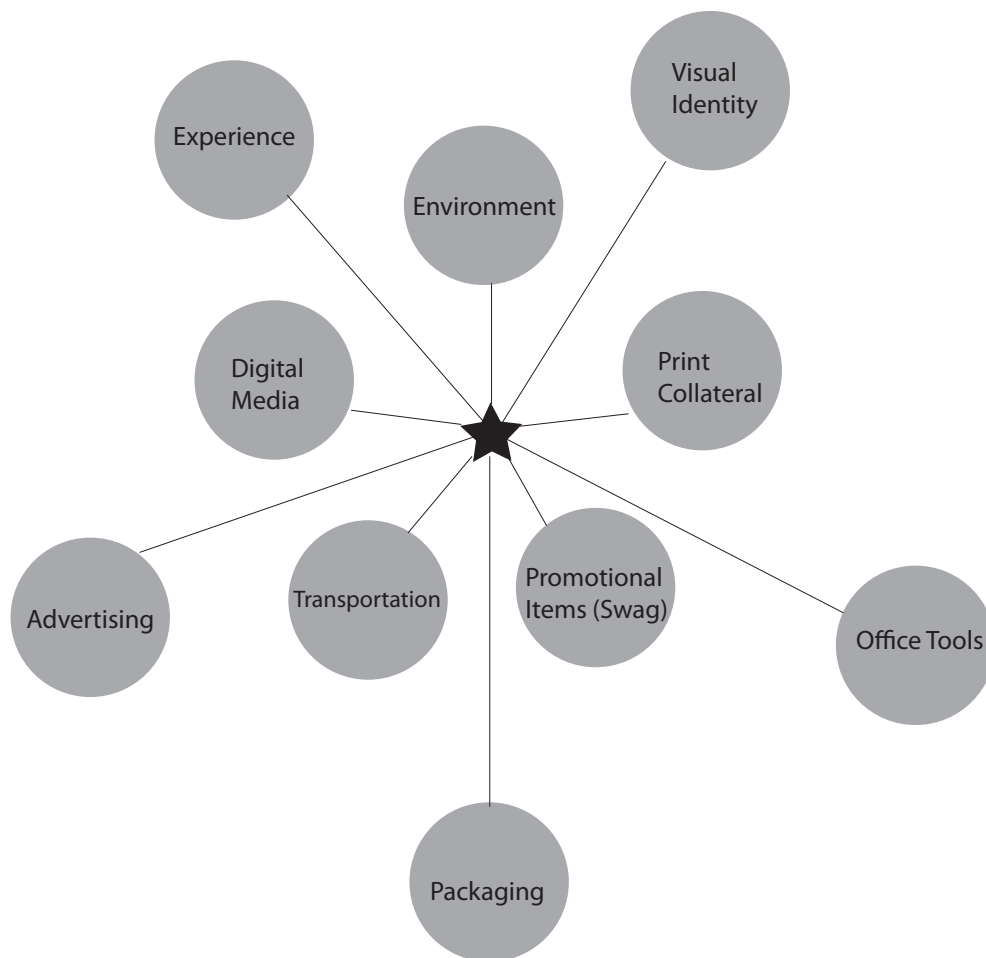 Visual
Identity
Experience
Environment
Digital
Media
Print
Collateral
Promotional
Items (Swag)
Transportation
Advertising
Office Tools
Packaging